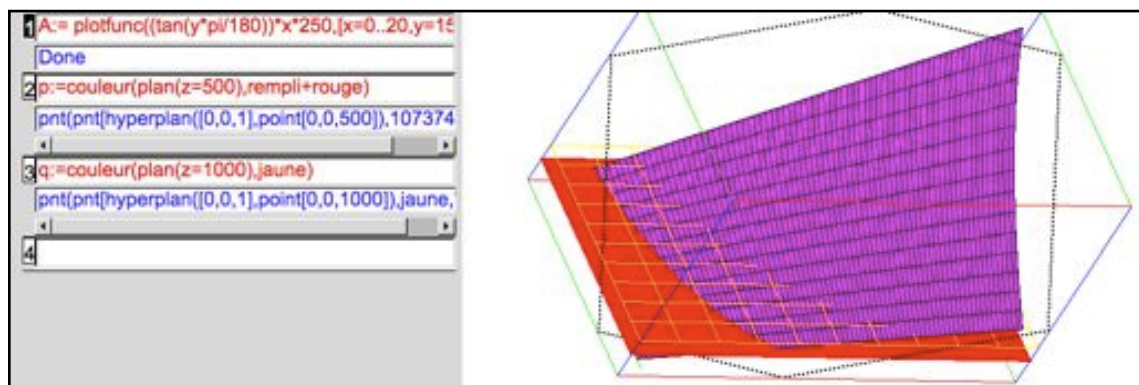 1 A:= plotfunc((tan(y*pi/180))*x*250,[x=0..20,y=15
Done
2 p:=couleur(plan(z=500),rempli+rouge)
pnt(pnt[hyperplan([0,0,1],point[0,0,500]),107374
3 q:=couleur(plan(z=1000),jaune)
pnt(pnt[hyperplan([0,0,1],point[0,0,1000]),jaune,
4